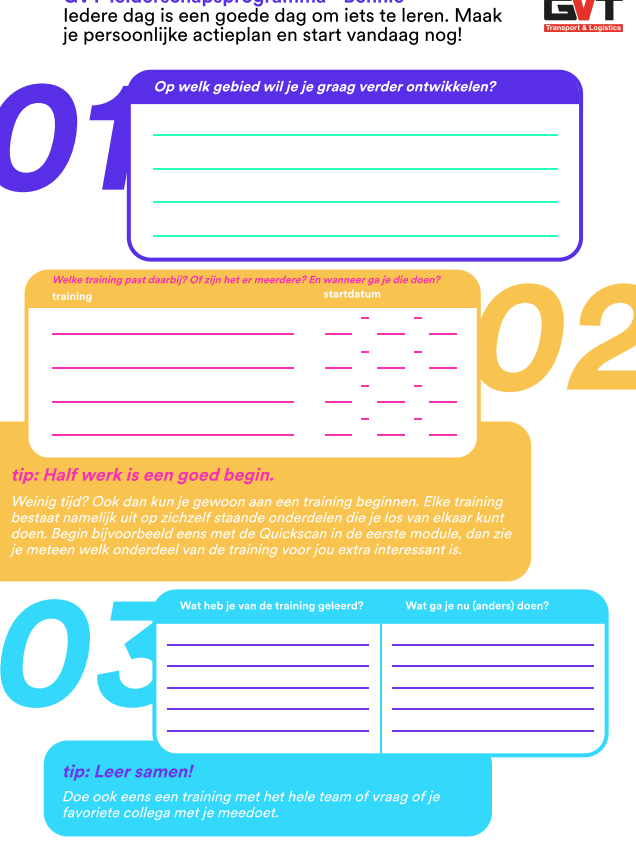 GVT leiderschapsprogramma - Bennie
Iedere dag is een goede dag om iets te leren. Maak
je persoonlijke actieplan en start vandaag nog!
GVT
Transport & Logistics
01
Op welk gebied wil je je graag verder ontwikkelen?
Welke training past daarbij? Of zijn het er meerdere? En wanneer ga je die doen?
training
startdatum
02
tip: Half werk is een goed begin.
Weinig tijd? Ook dan kun je gewoon aan een training beginnen. Elke training
bestaat namelijk uit op zichzelf staande onderdelen die je los van elkaar kunt
doen. Begin bijvoorbeeld eens met de Quickscan in de eerste module, dan zie
je meteen welk onderdeel van de training voor jou extra interessant is.
03
Wat heb je van de training geleerd?
Wat ga je nu (anders) doen?
tip: Leer samen!
Doe ook eens een training met het hele team of vraag of je
favoriete collega met je meedoet.